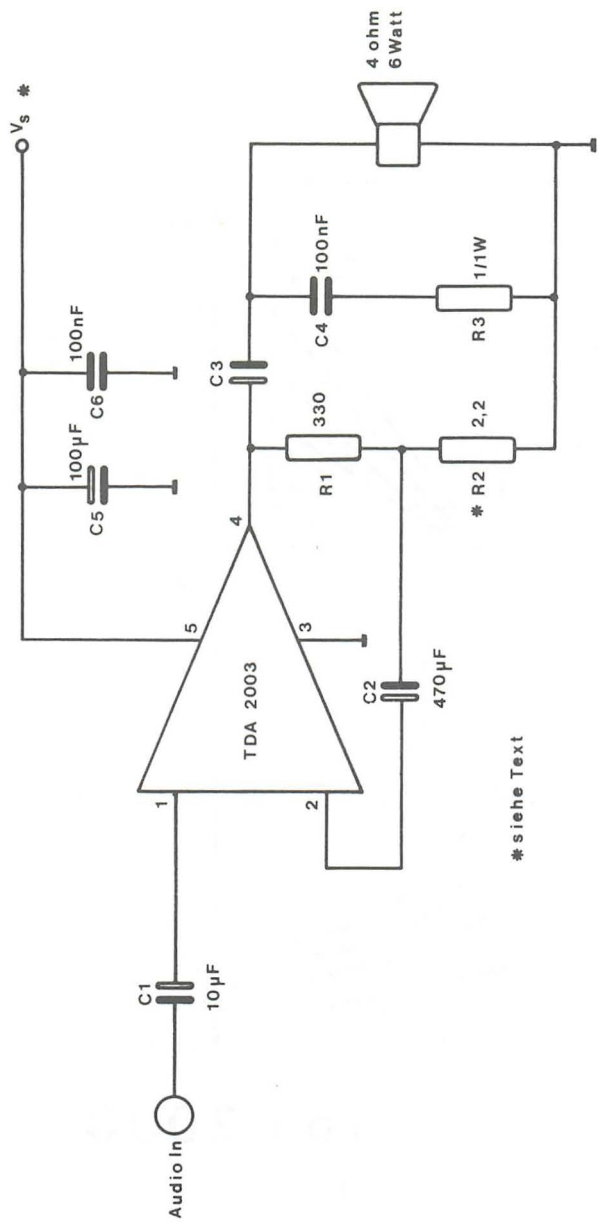 Audio In
C1
10µF
1
2
TDA 2003
5
3
4
C5
100µF
C6
100nF
Vs *
C2
470µF
R1
330
* R2
2,2
C3
C4
100nF
R3
1/1W
4 ohm
6 Watt
* siehe Text